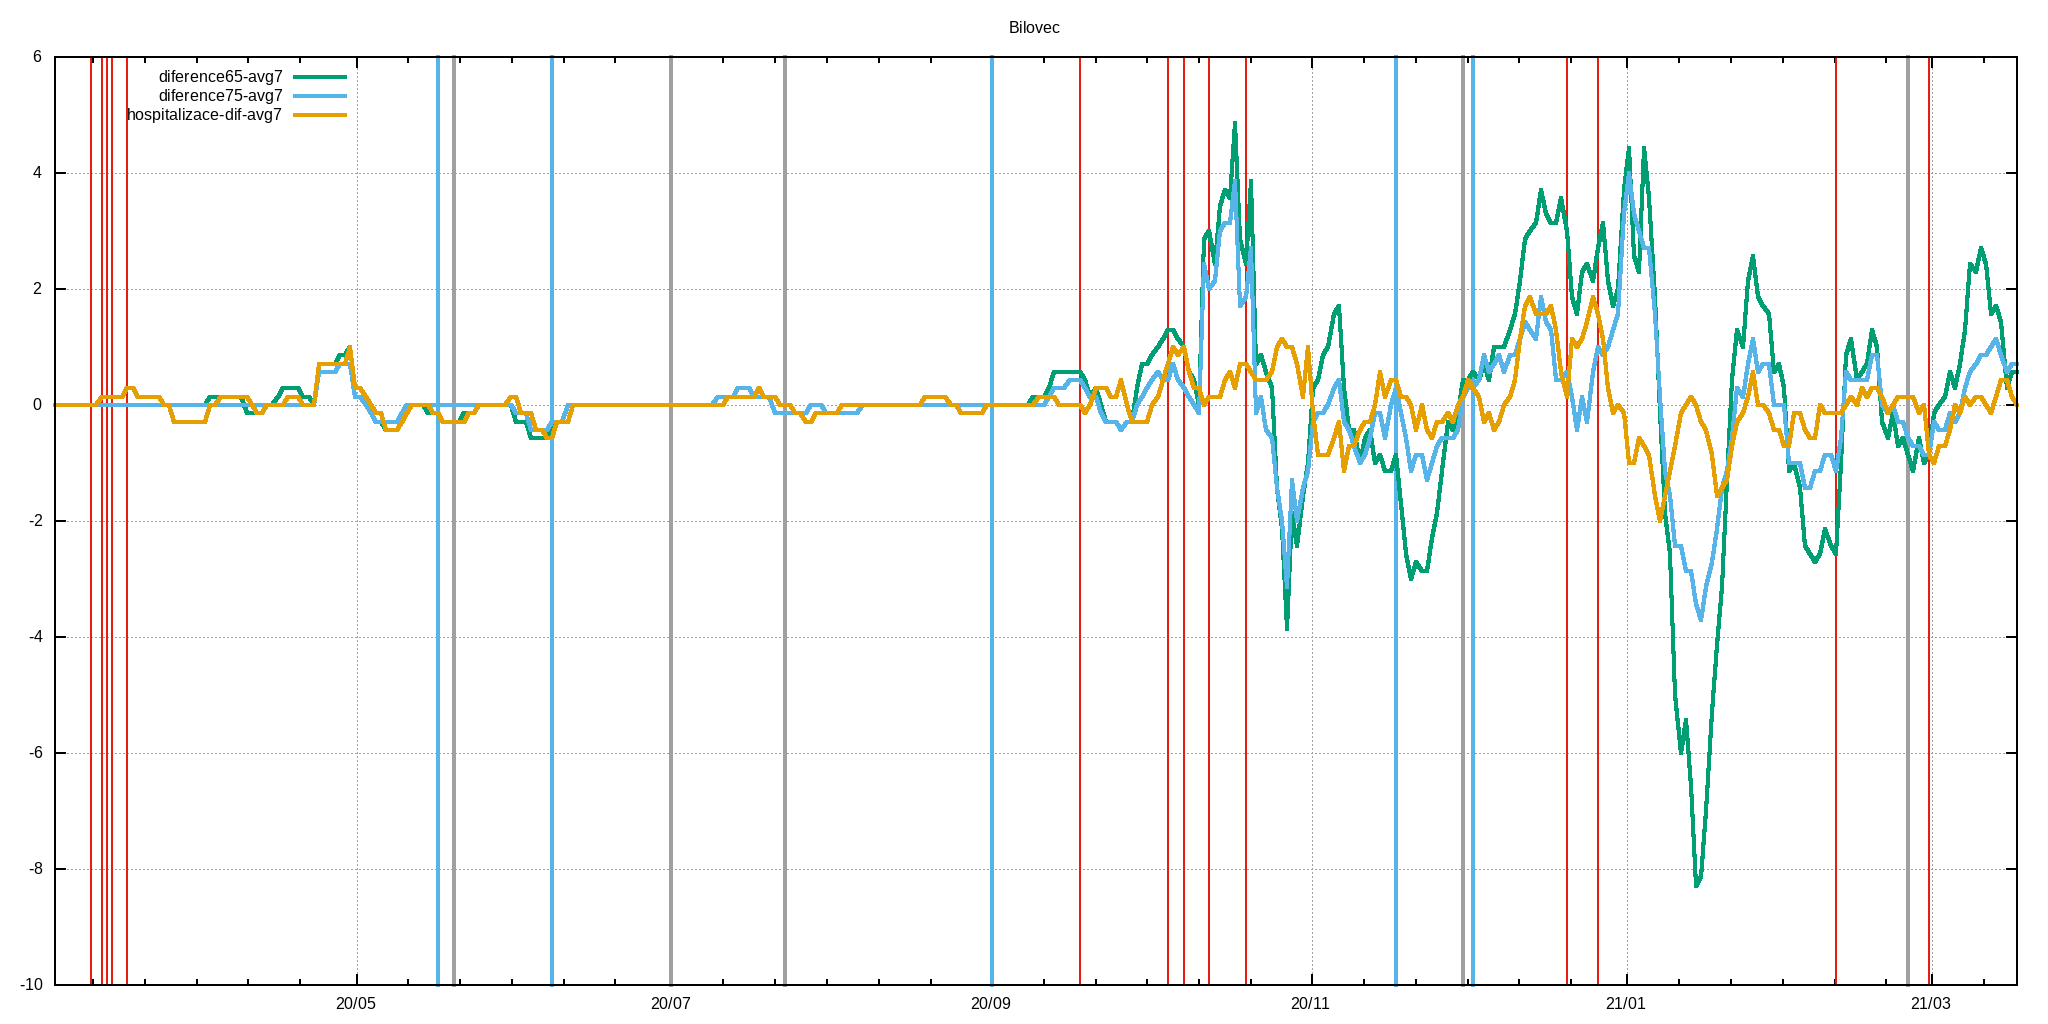 Bilovec
6
diference65-avg7
diference75-avg7
hospitalizace-dif-avg7
4
2
0
-2
-4
-6
-8
-10
20/05 20/07 20/09 20/11 21/01 21/03